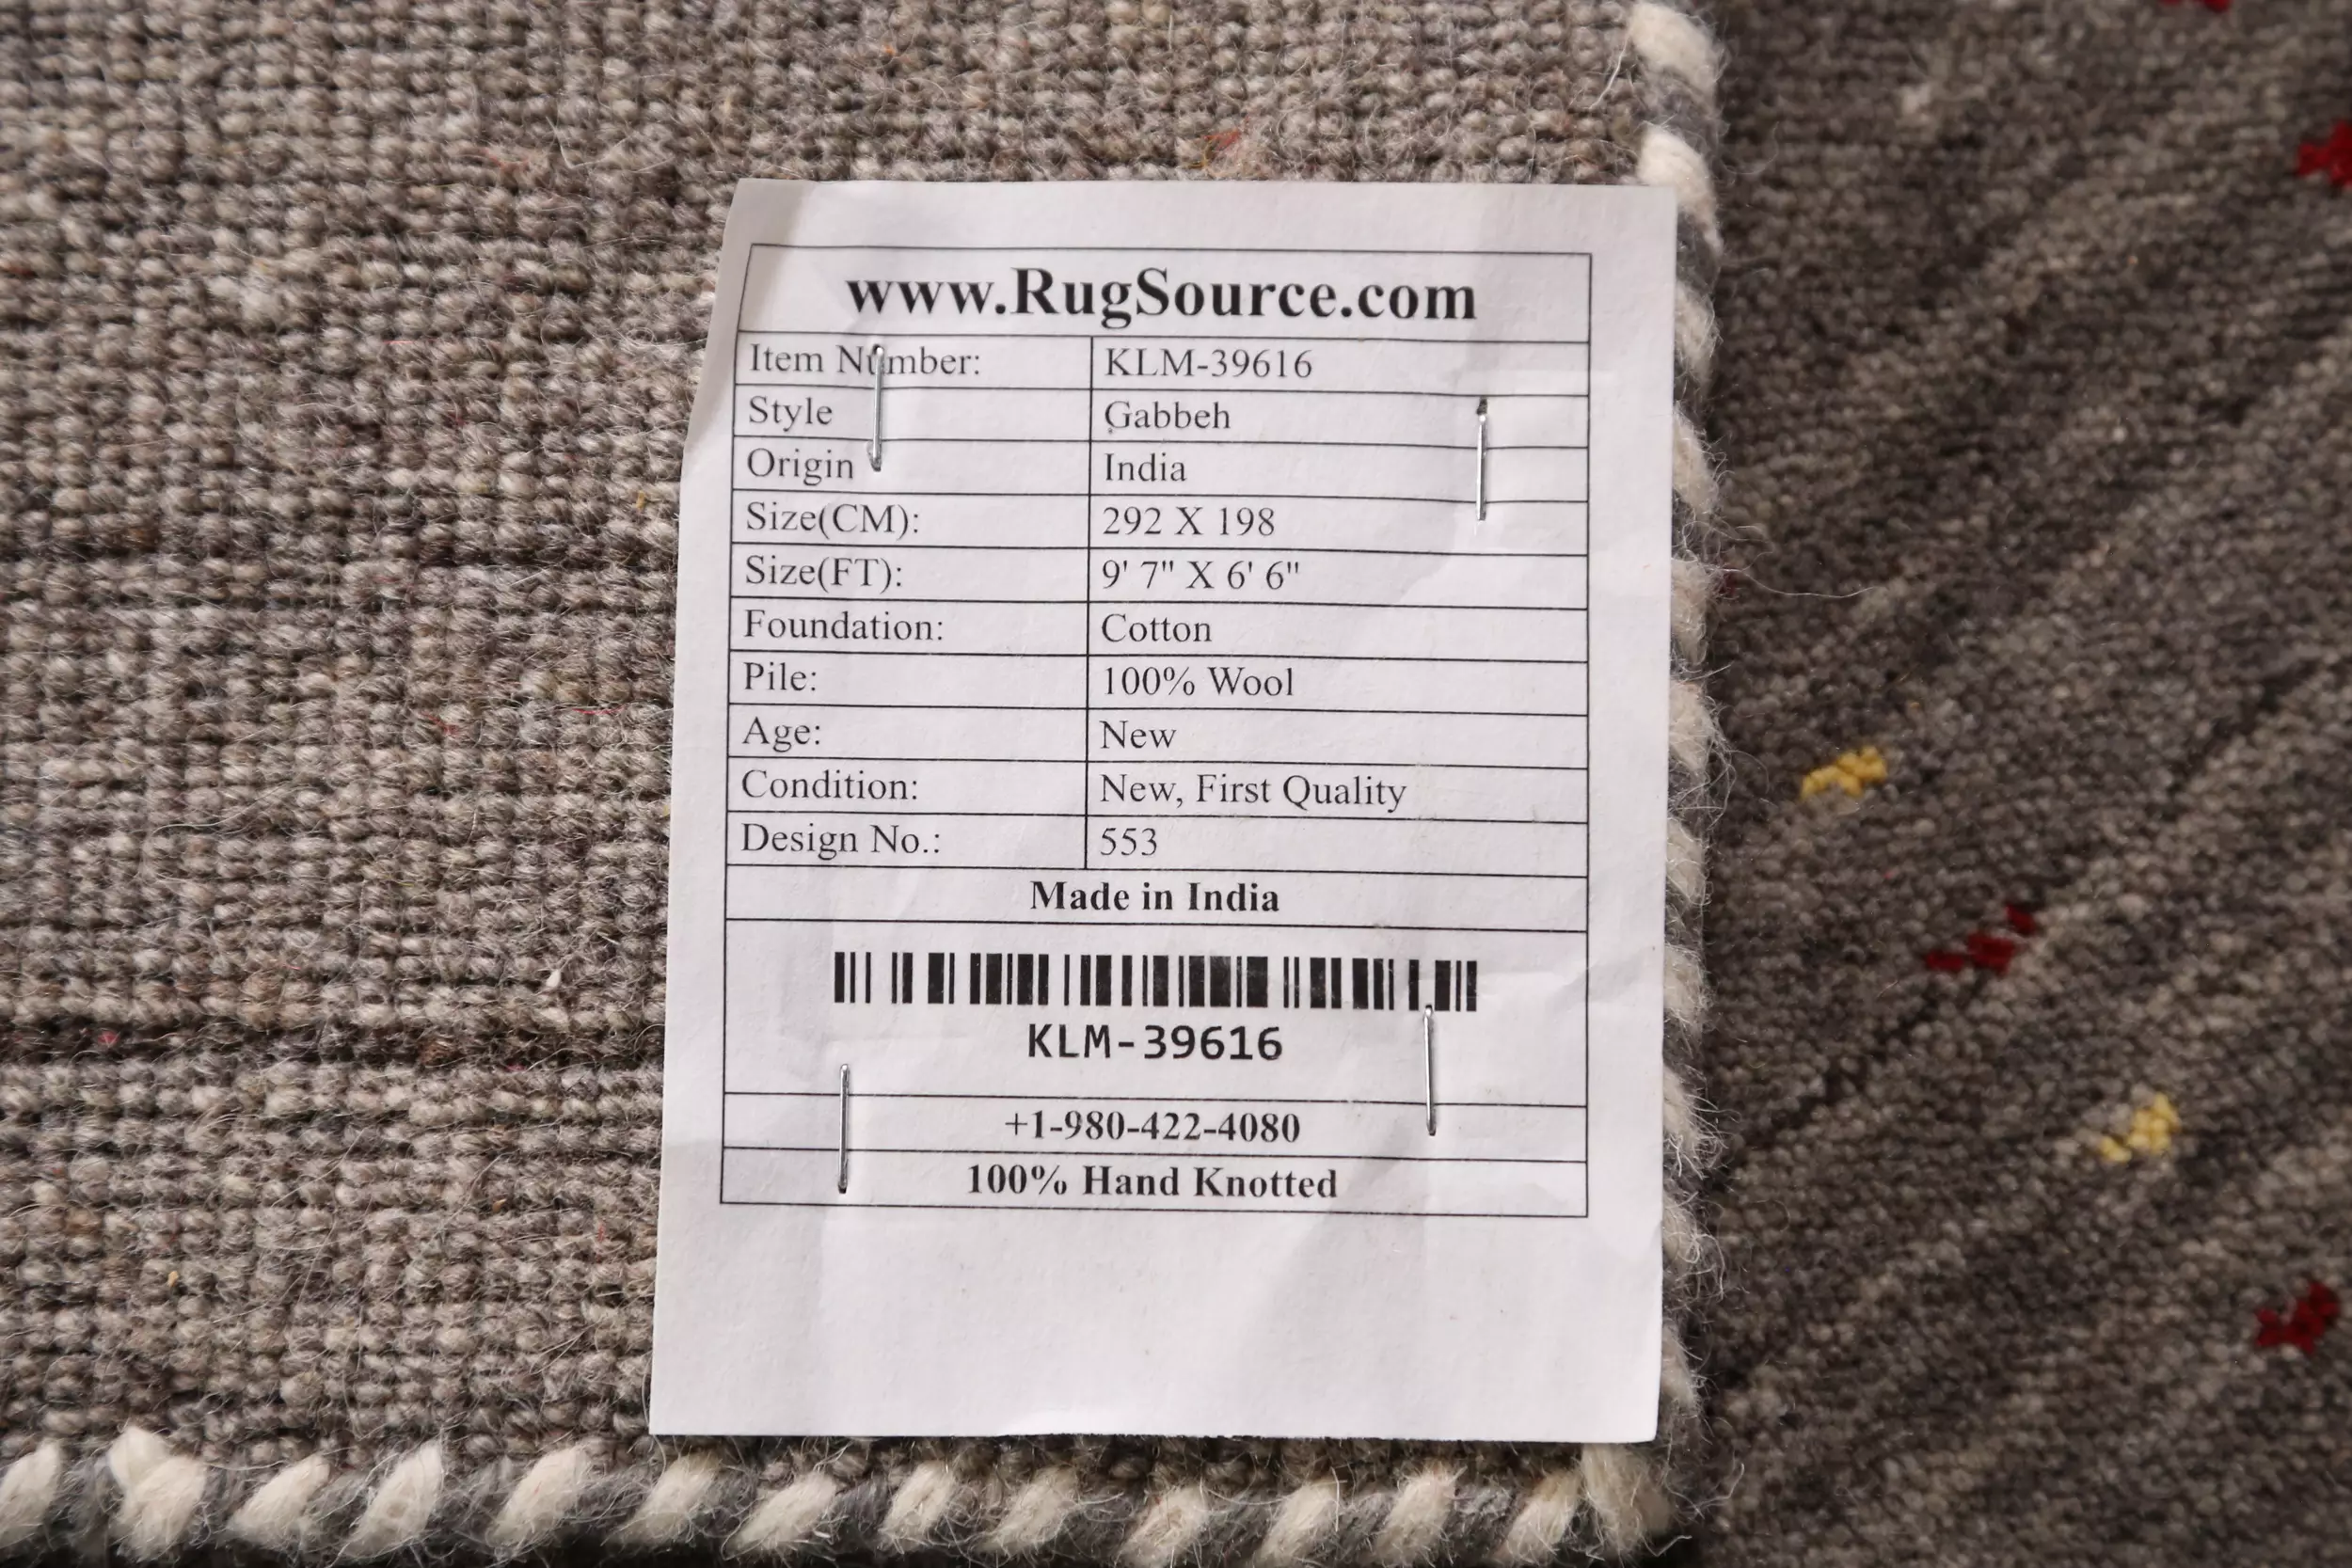 www.RugSource.com
Item Number: KLM-39616
Style Gabbeh
Origin India
Size(CM): 292 X 198
Size(FT): 9' 7" X 6' 6"
Foundation: Cotton
Pile: 100% Wool
Age: New
Condition: New, First Quality
Design No.: 553
Made in India
KLM-39616
+1-980-422-4080
100% Hand Knotted